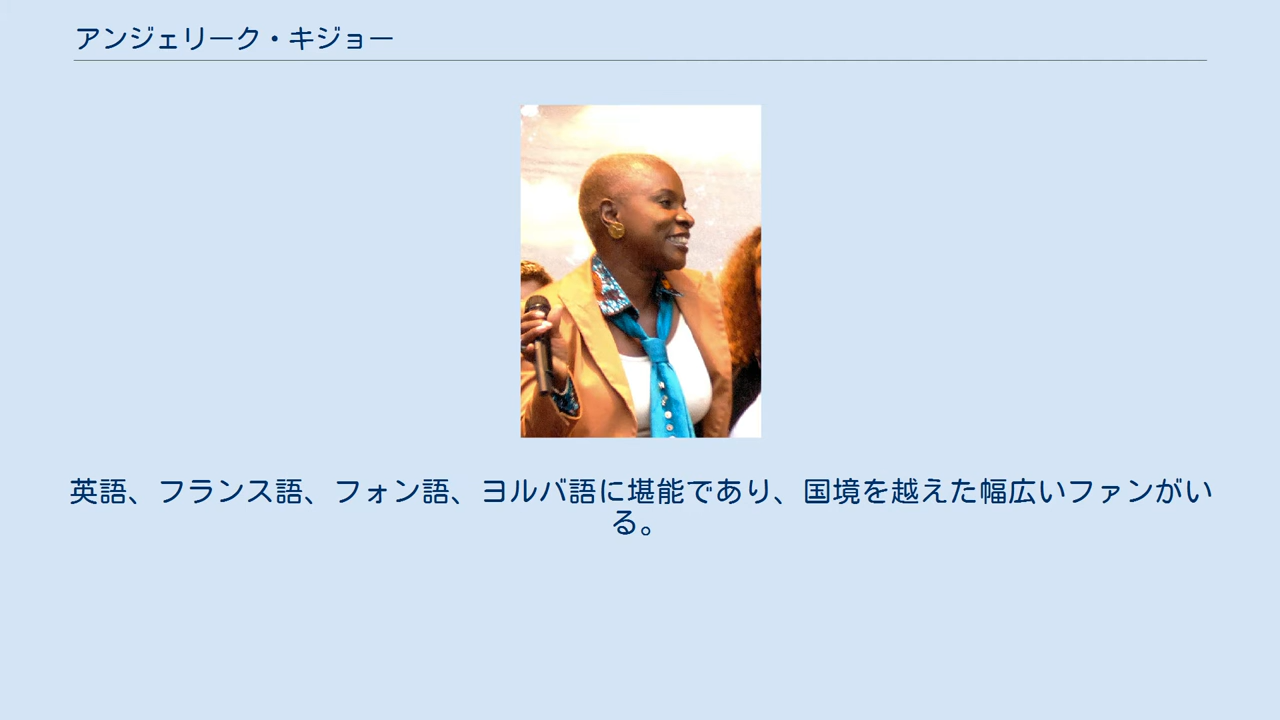 アンジェリーク・キジョー
英語、フランス語、フォン語、ヨルバ語に堪能であり、国境を越えた幅広いファンがい
る。